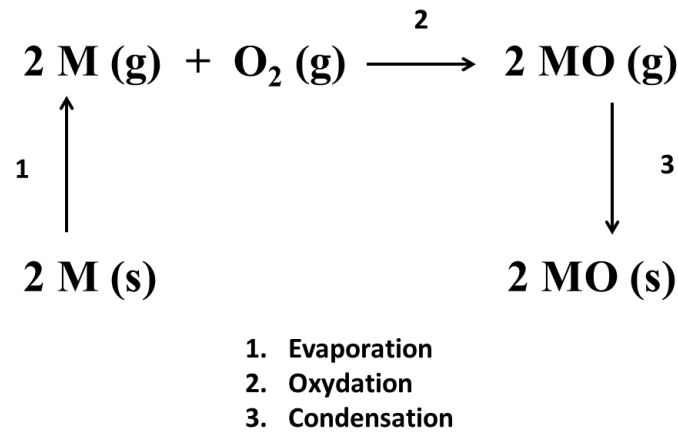 2
2 M (g) + O₂ (g) 2 MO (g)
1 3
2 M (s) 2 MO (s)
1. Evaporation
2. Oxydation
3. Condensation